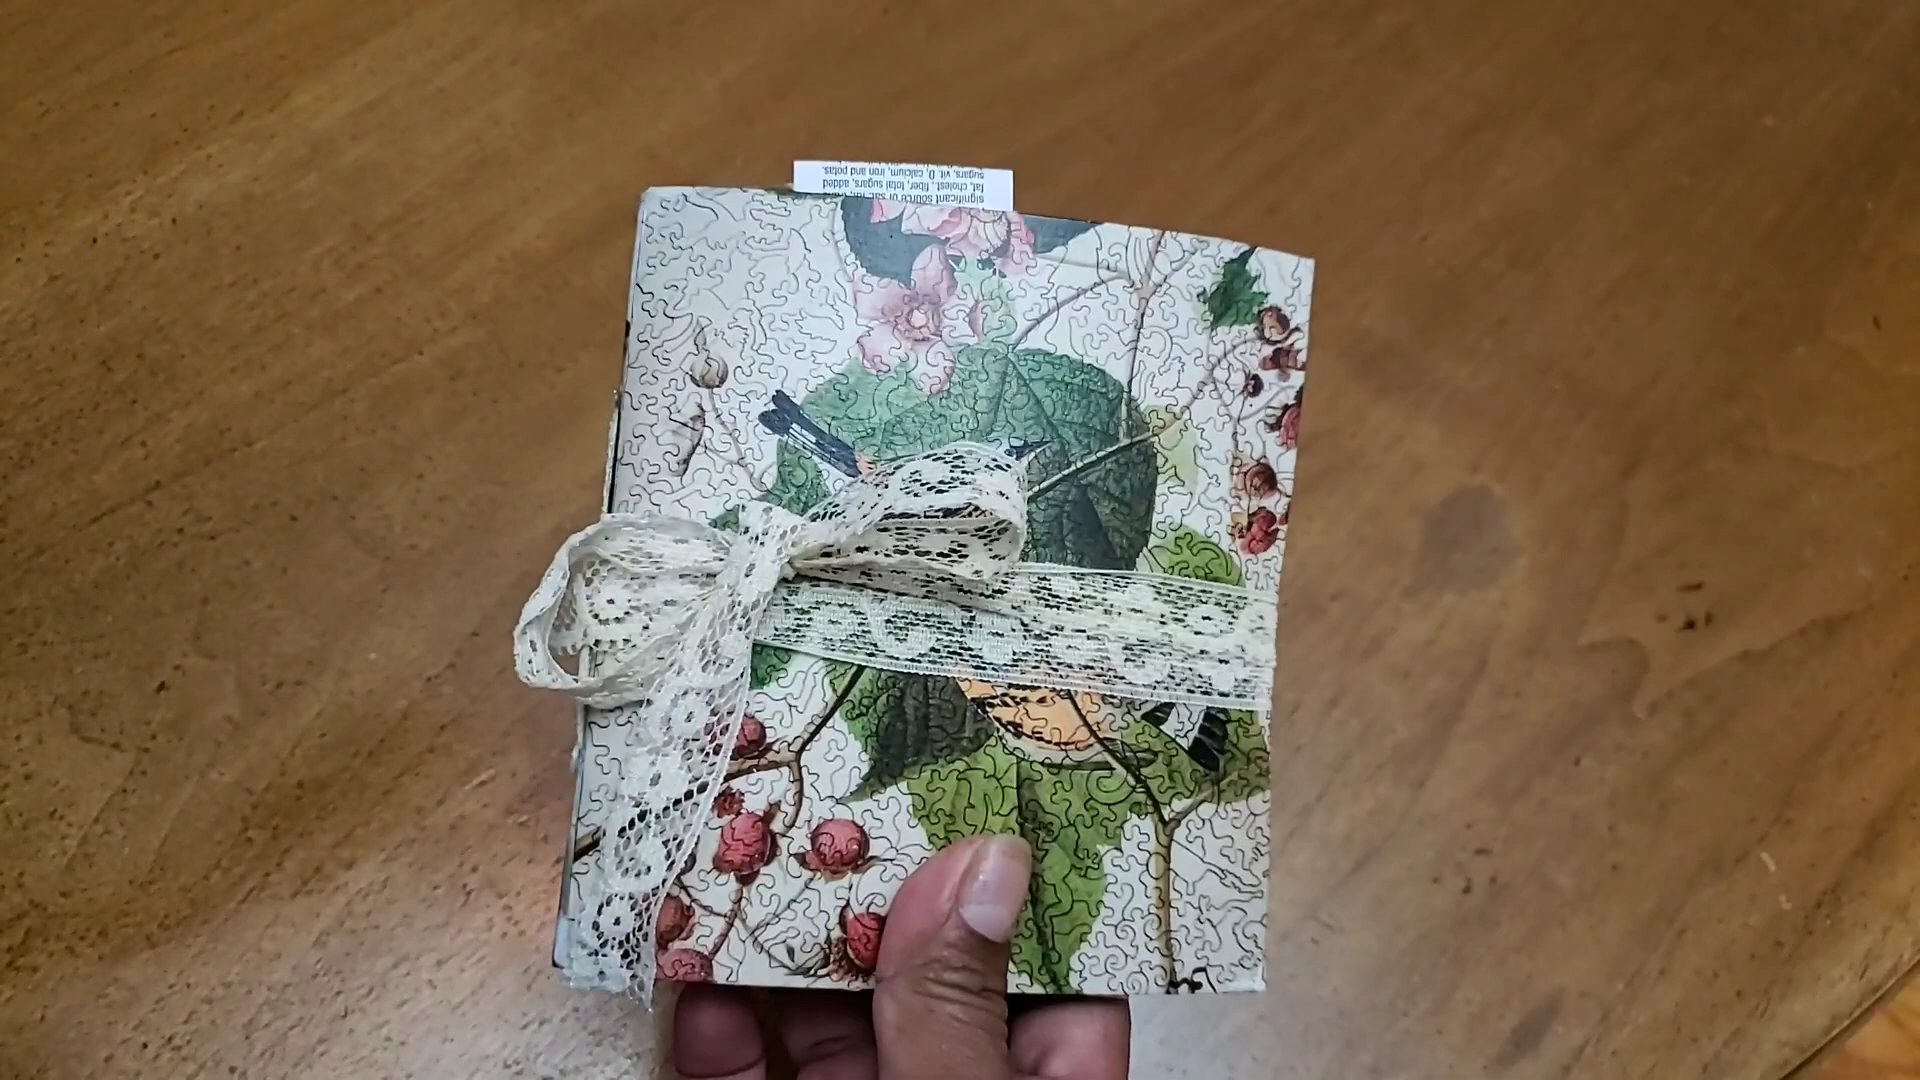 significant source of
fat, cholest., fiber, total sugars, added
sugars, vit. D, calcium, iron and potas.